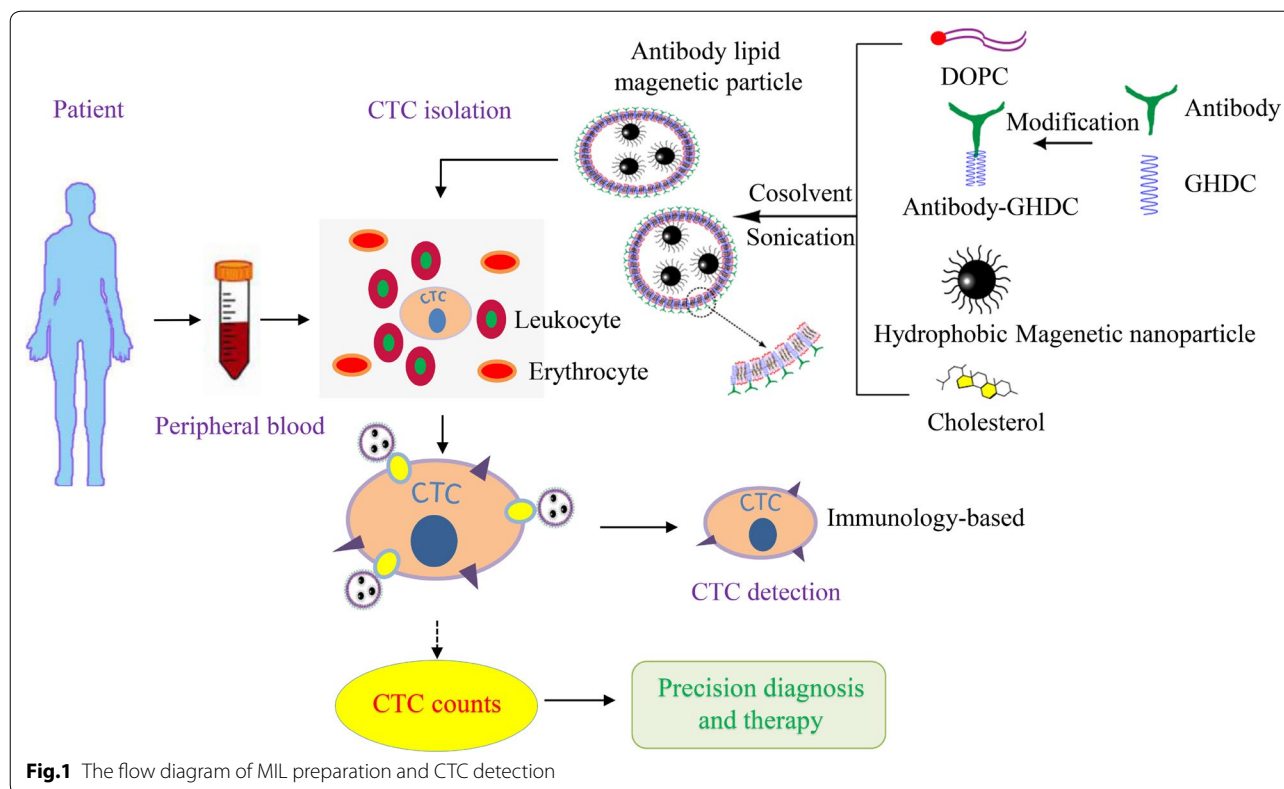 Patient
Peripheral blood
CTC isolation
Antibody lipid
magenetic particle
DOPC
Modification
Antibody
GHDC
Antibody-GHDC
Cosolvent
Sonication
Hydrophobic Magenetic nanoparticle
Cholesterol
CTC
Leukocyte
Erythrocyte
CTC
CTC
Immunology-based
CTC detection
CTC counts
Precision diagnosis
and therapy
Fig.1 The flow diagram of MIL preparation and CTC detection